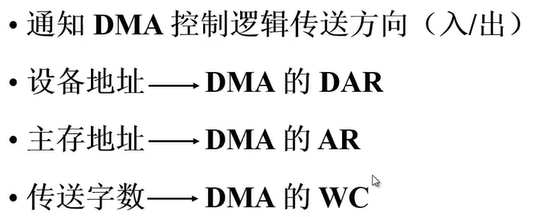 • 通知 DMA 控制逻辑传送方向（入/出）
• 设备地址⟶DMA 的 DAR
• 主存地址⟶DMA 的 AR
• 传送字数⟶DMA 的 WC